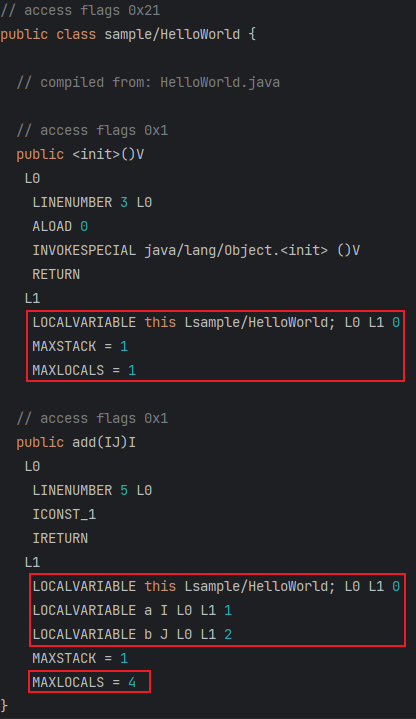 // access flags 0x21
public class sample/HelloWorld {
// compiled from: HelloWorld.java
// access flags 0x1
public <init>()V
L0
LINENUMBER 3 L0
ALOAD 0
INVOKESPECIAL java/lang/Object.<init> ()V
RETURN
L1
LOCALVARIABLE this Lsample/HelloWorld; L0 L1 0
MAXSTACK = 1
MAXLOCALS = 1
// access flags 0x1
public add(IJ)I
L0
LINENUMBER 5 L0
ICONST_1
IRETURN
L1
LOCALVARIABLE this Lsample/HelloWorld; L0 L1 0
LOCALVARIABLE a I L0 L1 1
LOCALVARIABLE b J L0 L1 2
MAXSTACK = 1
MAXLOCALS = 4
}